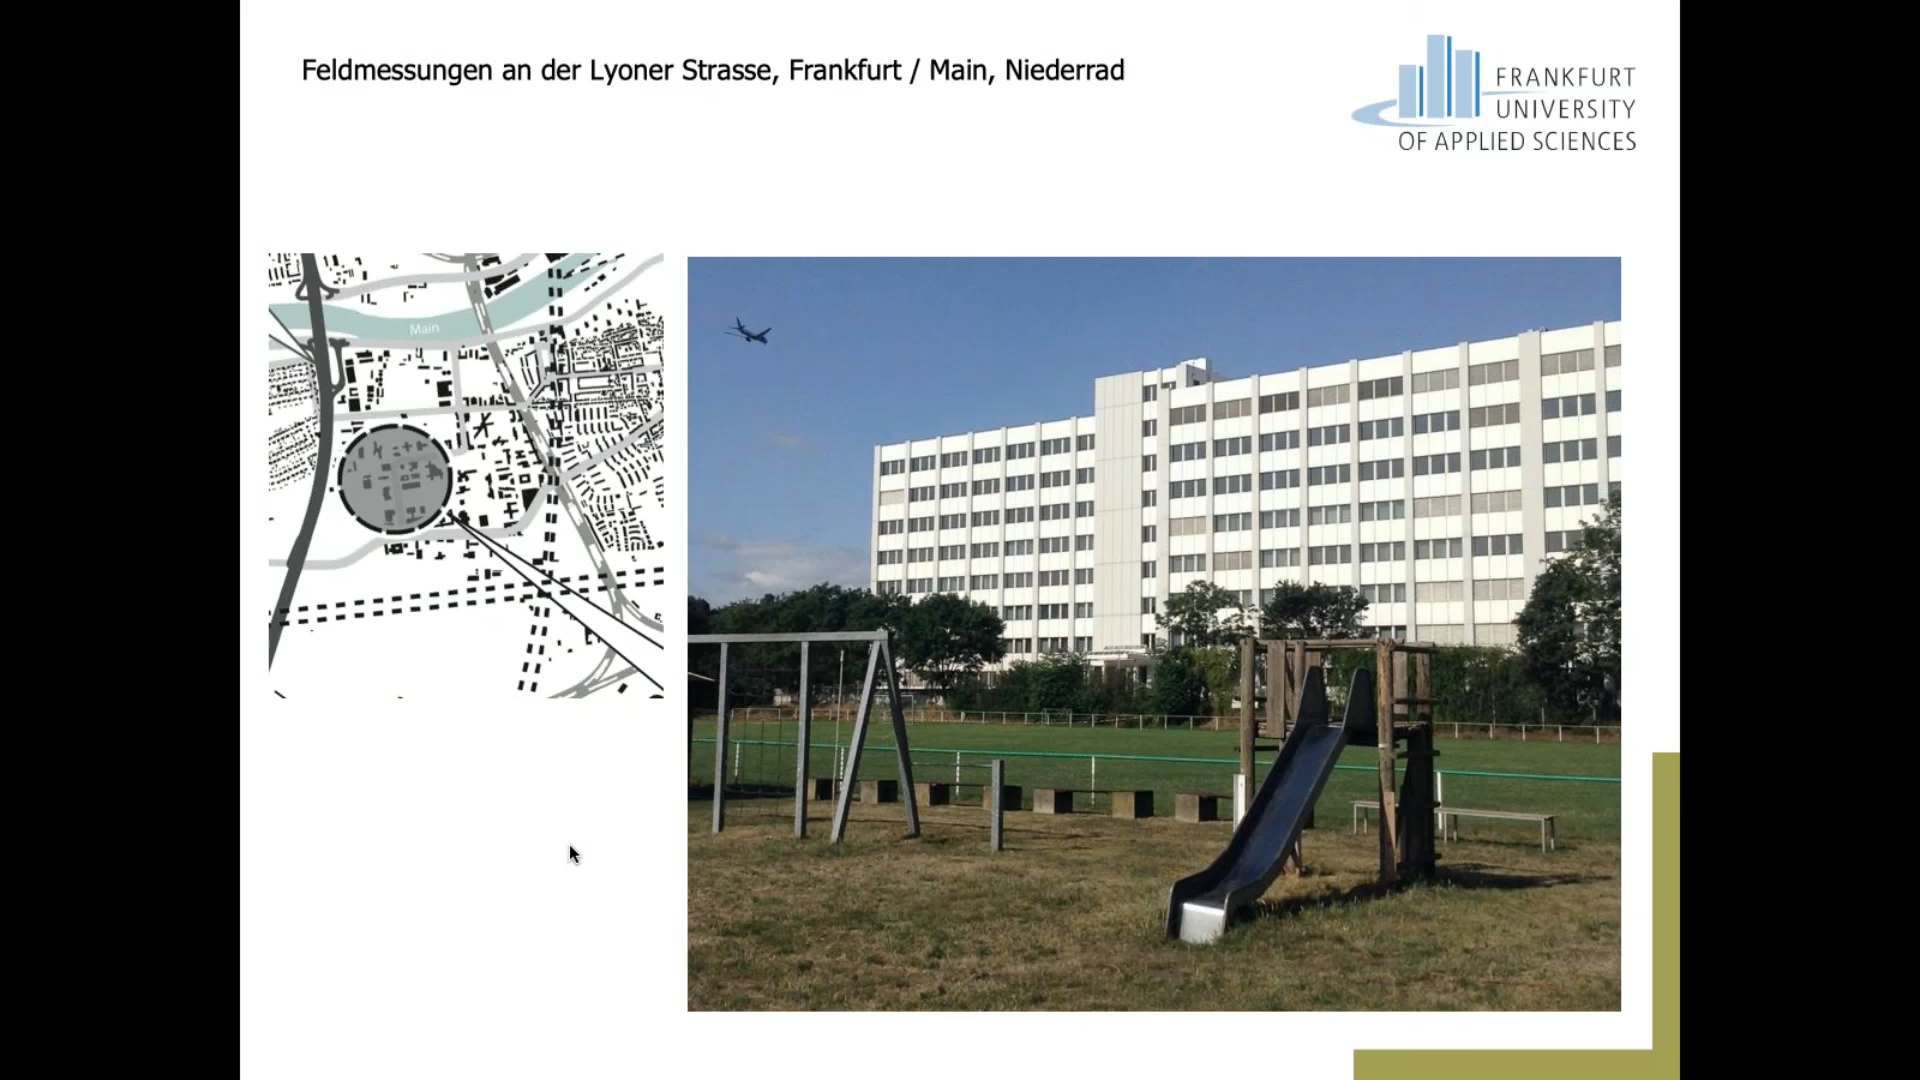 Feldmessungen an der Lyoner Strasse, Frankfurt / Main, Niederrad
FRANKFURT
UNIVERSITY
OF APPLIED SCIENCES
Main